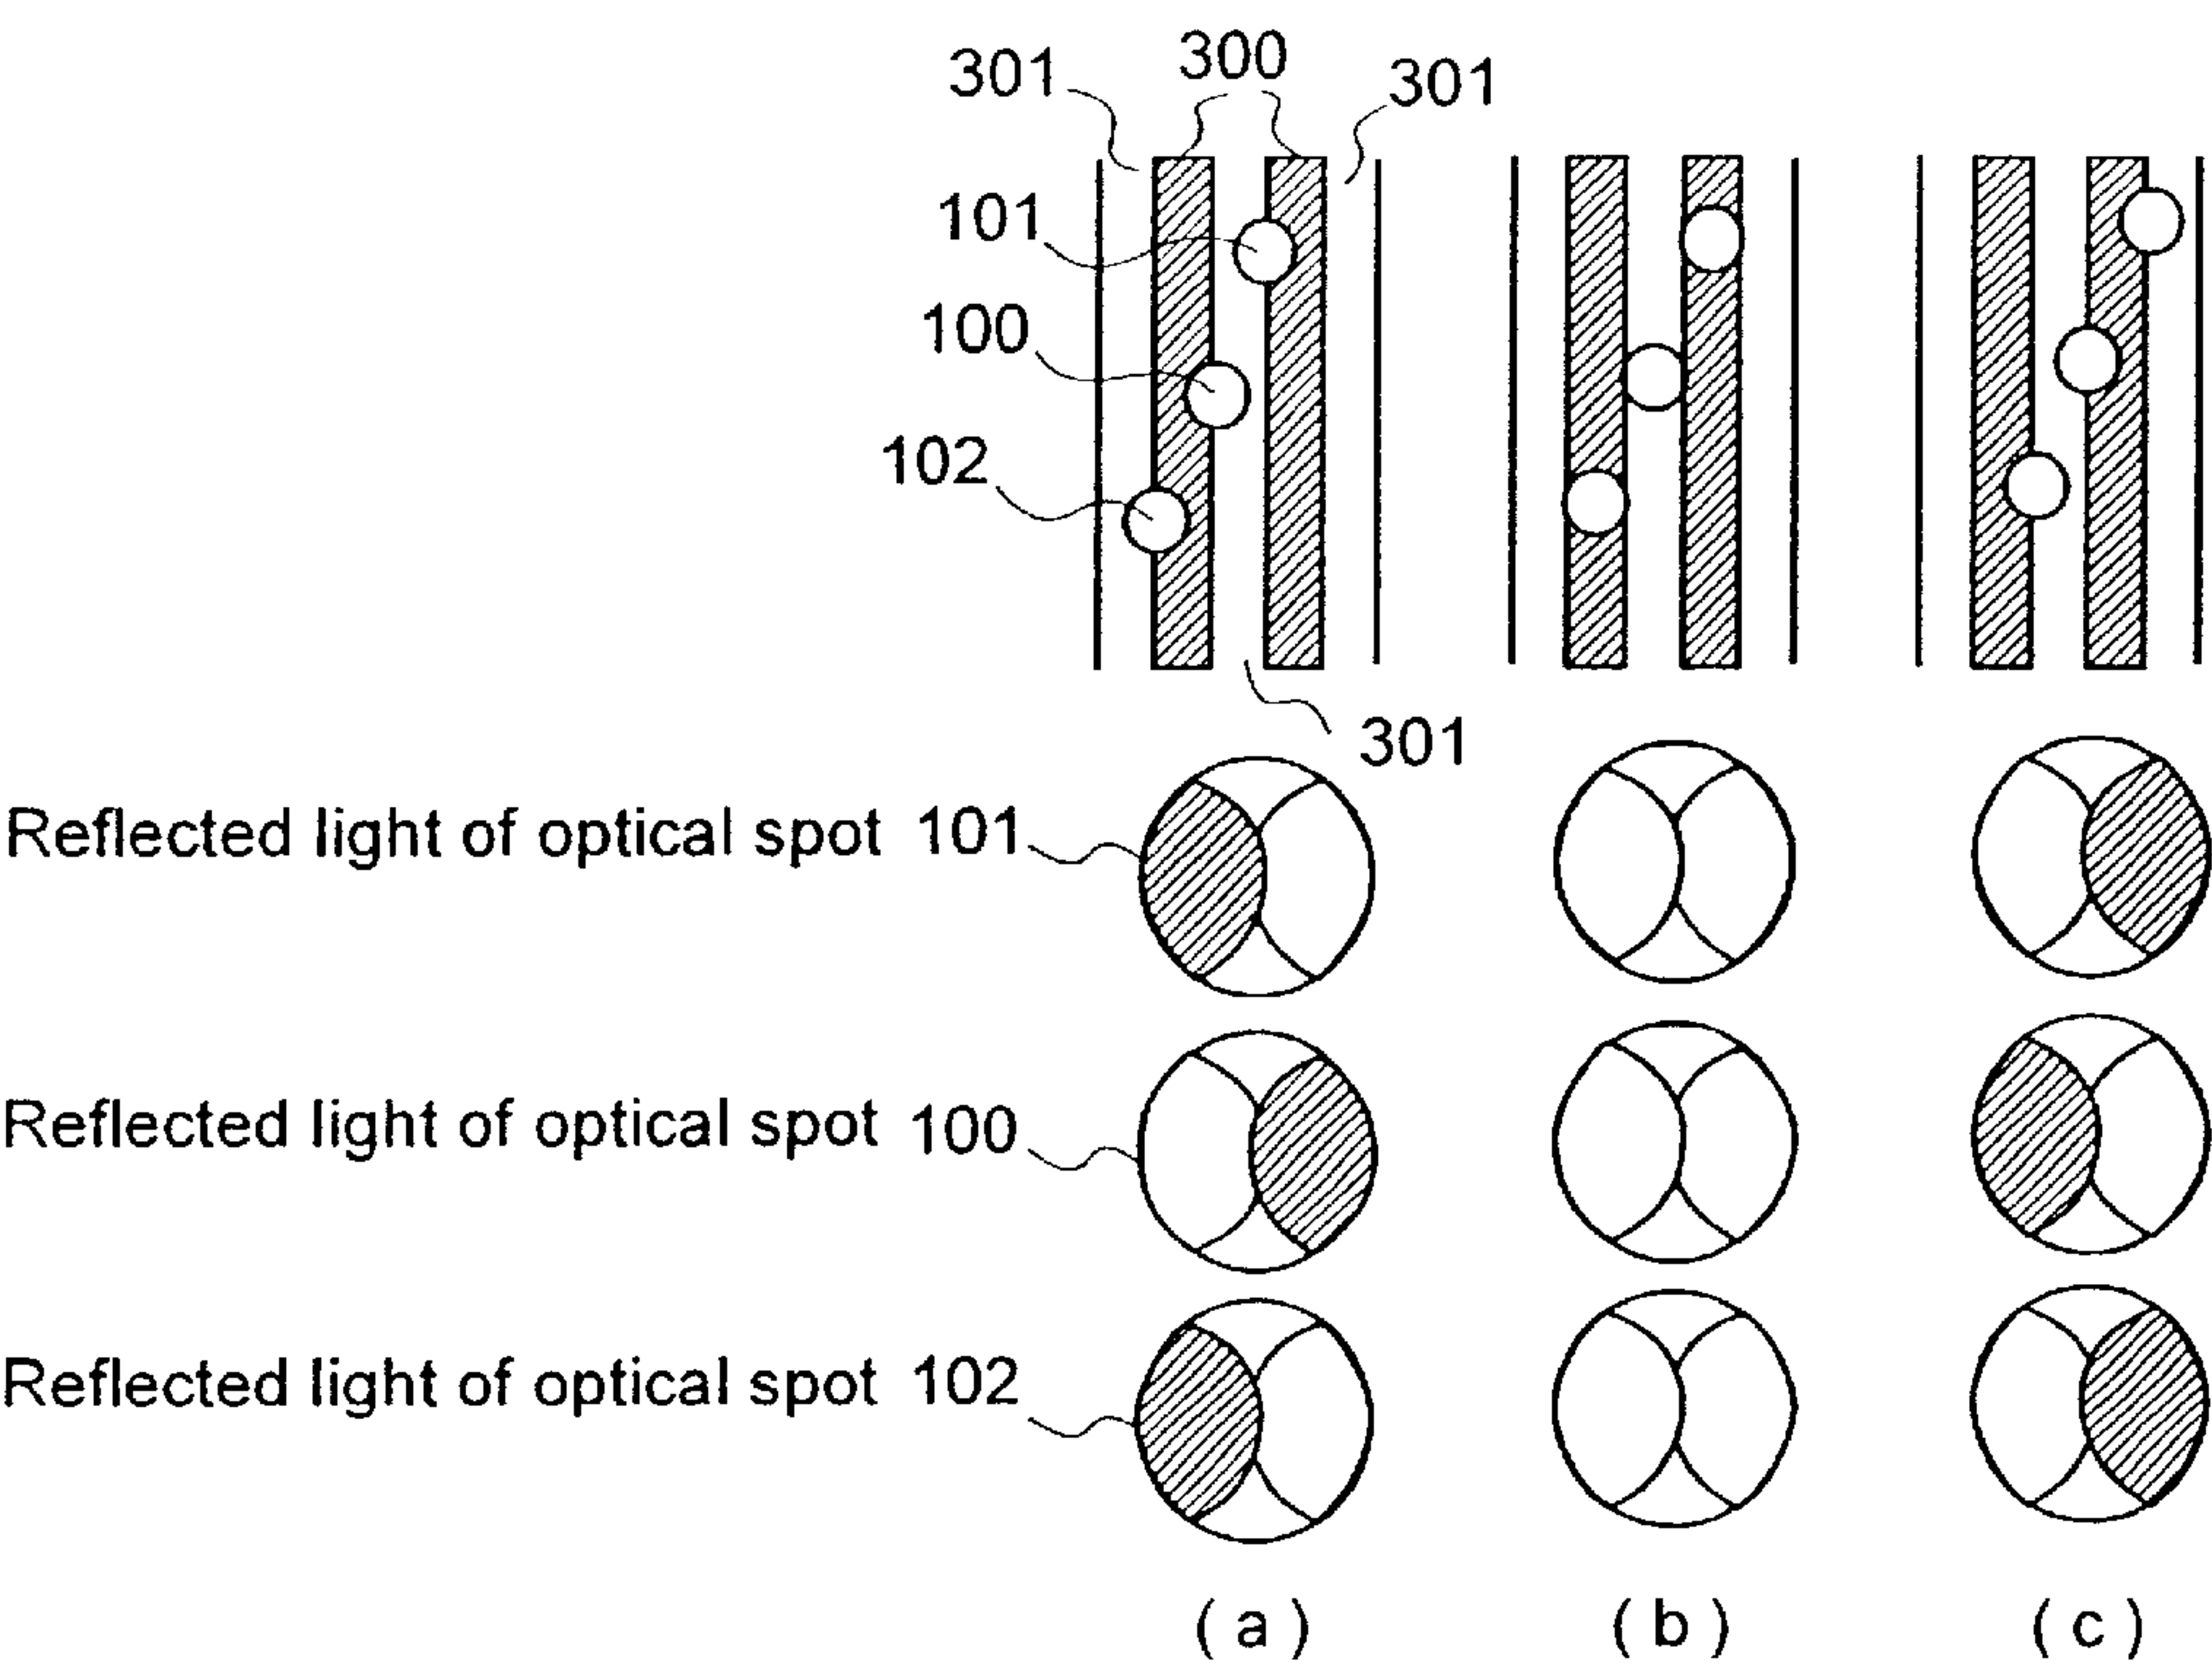 301 300 301
101
100
102
301
Reflected light of optical spot 101
Reflected light of optical spot 100
Reflected light of optical spot 102
(a) (b) (c)